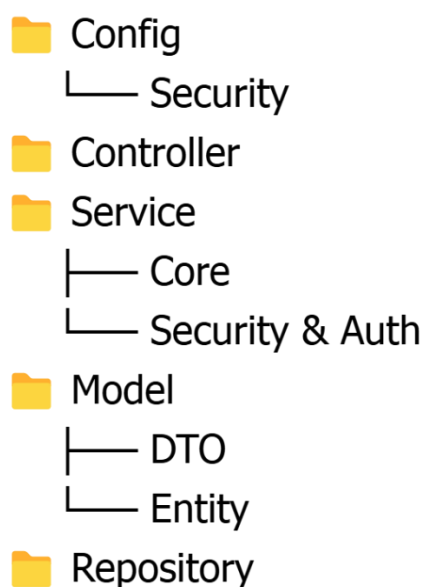 Config
Security
Controller
Service
Core
Security & Auth
Model
DTO
Entity
Repository